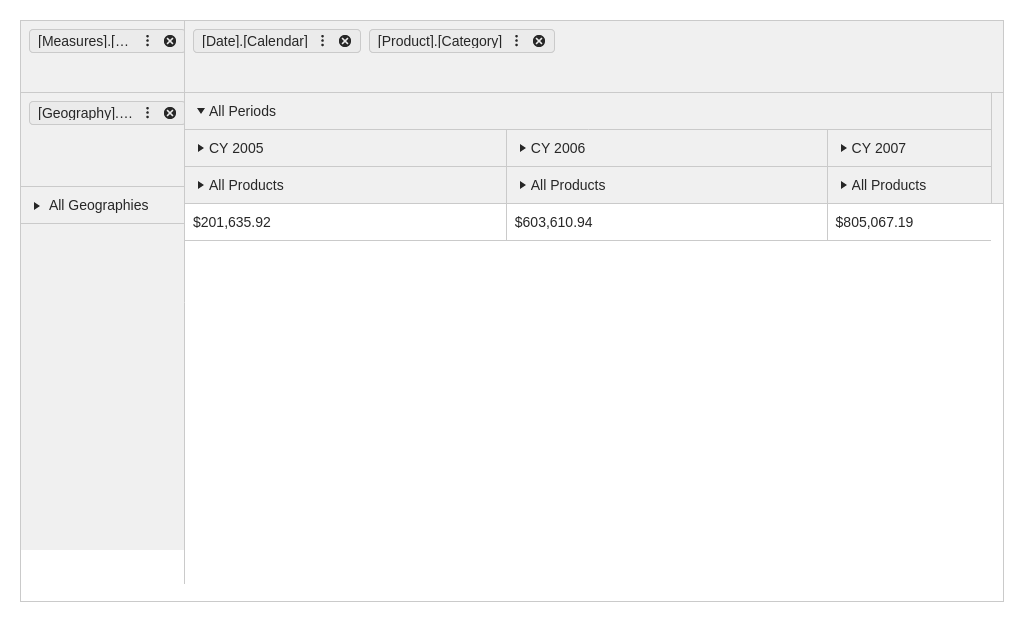 [Measures].[…
[Date].[Calendar]
[Product].[Category]
[Geography].…
All Periods
CY 2005
CY 2006
CY 2007
All Products
All Products
All Products
All Geographies
$201,635.92
$603,610.94
$805,067.19